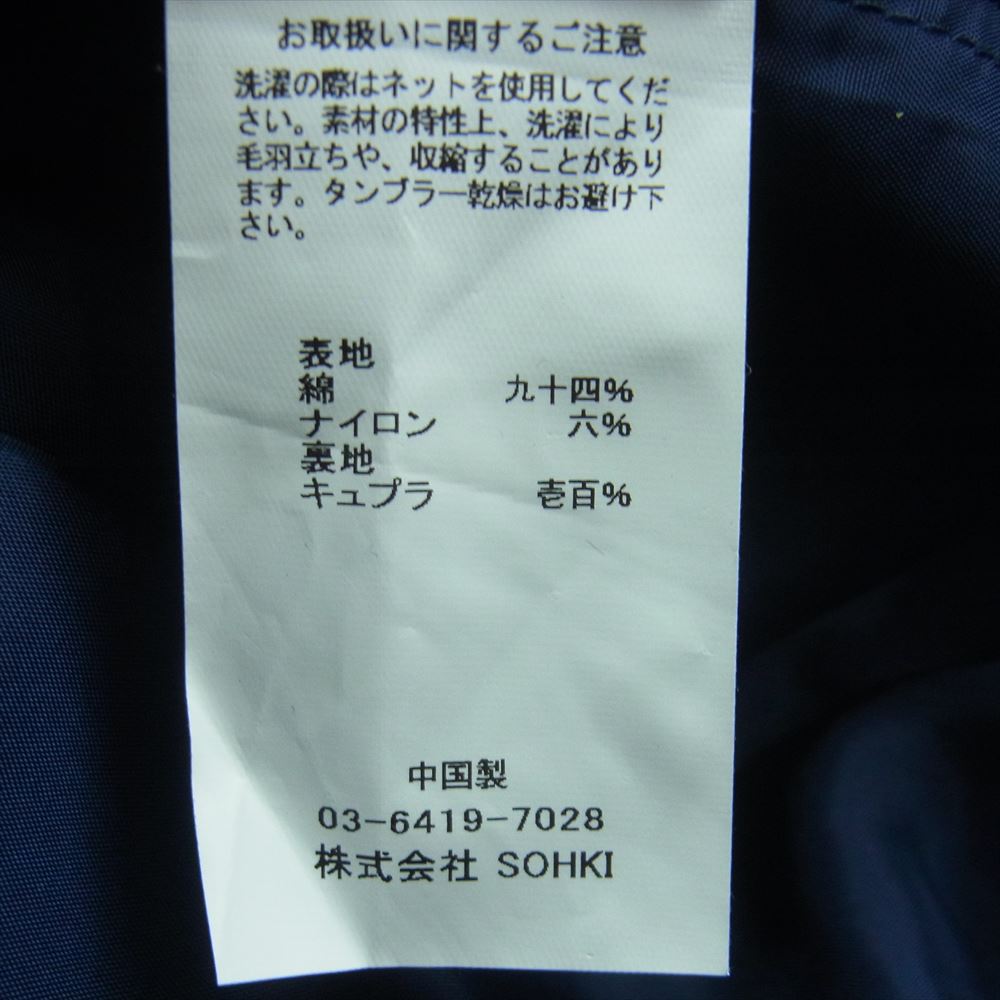 お取扱いに関するご注意
洗濯の際はネットを使用してくだ
さい。素材の特性上、洗濯により
毛羽立ちや、収縮することがあり
ます。タンブラー乾燥はお避け下
さい。
表地
綿 九十四%
ナイロン 六%
裏地
キュプラ 壱百%
中国製
03-6419-7028
株式会社 SOHKI